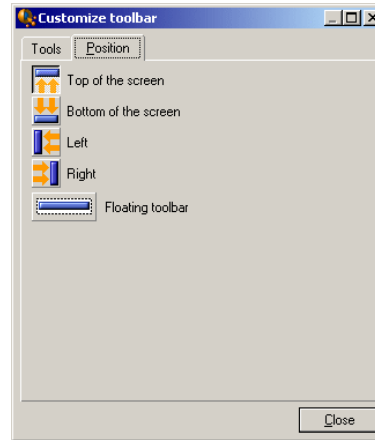 Customize toolbar
Tools Position
Top of the screen
Bottom of the screen
Left
Right
Floating toolbar
Close